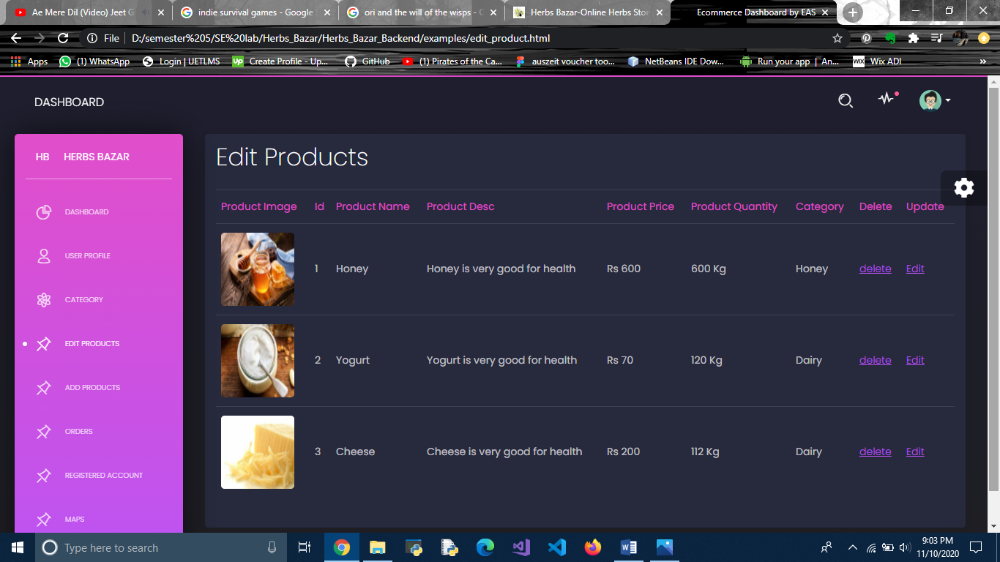 Ae Mere Dil (Video) Jeet G
indie survival games - Google
ori and the will of the wisps - G
Herbs Bazar-Online Herbs Stor
Ecommerce Dashboard by EAS
File
D:/semester%205/SE%20lab/Herbs_Bazar/Herbs_Bazar_Backend/examples/edit_product.html
Apps
(1) WhatsApp
Login | UETLMS
Up
Create Profile - Up...
GitHub
(1) Pirates of the Ca...
auszeit voucher too...
NetBeans IDE Dow...
Run your app | An...
WIX
Wix ADI
»
DASHBOARD
HB HERBS BAZAR
DASHBOARD
USER PROFILE
CATEGORY
EDIT PRODUCTS
ADD PRODUCTS
ORDERS
REGISTERED ACCOUNT
MAPS
Edit Products
Product Image Id Product Name Product Desc Product Price Product Quantity Category Delete Update
1 Honey Honey is very good for health Rs 600 600 Kg Honey delete Edit
2 Yogurt Yogurt is very good for health Rs 70 120 Kg Dairy delete Edit
3 Cheese Cheese is very good for health Rs 200 112 Kg Dairy delete Edit
Type here to search
9:03 PM
11/10/2020